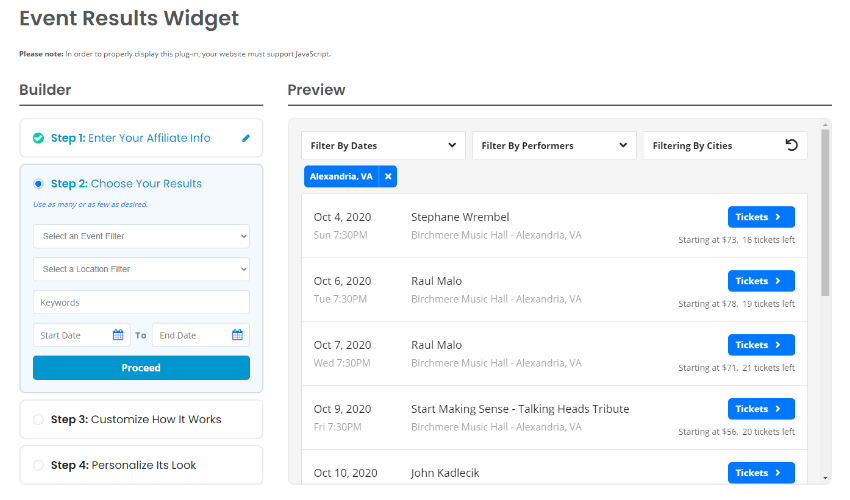 Event Results Widget
Please note: In order to properly display this plug-in, your website must support JavaScript.
Builder
Step 1: Enter Your Affiliate Info
Step 2: Choose Your Results
Use as many or as few as desired.
Select an Event Filter
Select a Location Filter
Keywords
Start Date To End Date
Proceed
Step 3: Customize How It Works
Step 4: Personalize Its Look
Preview
Filter By Dates Filter By Performers Filtering By Cities
Alexandria, VA ×
Oct 4, 2020 Stephane Wrembel Tickets
Sun 7:30PM Birchmere Music Hall - Alexandria, VA Starting at $73, 16 tickets left
Oct 6, 2020 Raul Malo Tickets
Tue 7:30PM Birchmere Music Hall - Alexandria, VA Starting at $78, 19 tickets left
Oct 7, 2020 Raul Malo Tickets
Wed 7:30PM Birchmere Music Hall - Alexandria, VA Starting at $71, 21 tickets left
Oct 9, 2020 Start Making Sense - Talking Heads Tribute Tickets
Fri 7:30PM Birchmere Music Hall - Alexandria, VA Starting at $56, 20 tickets left
Oct 10, 2020 John Kadlecik Tickets